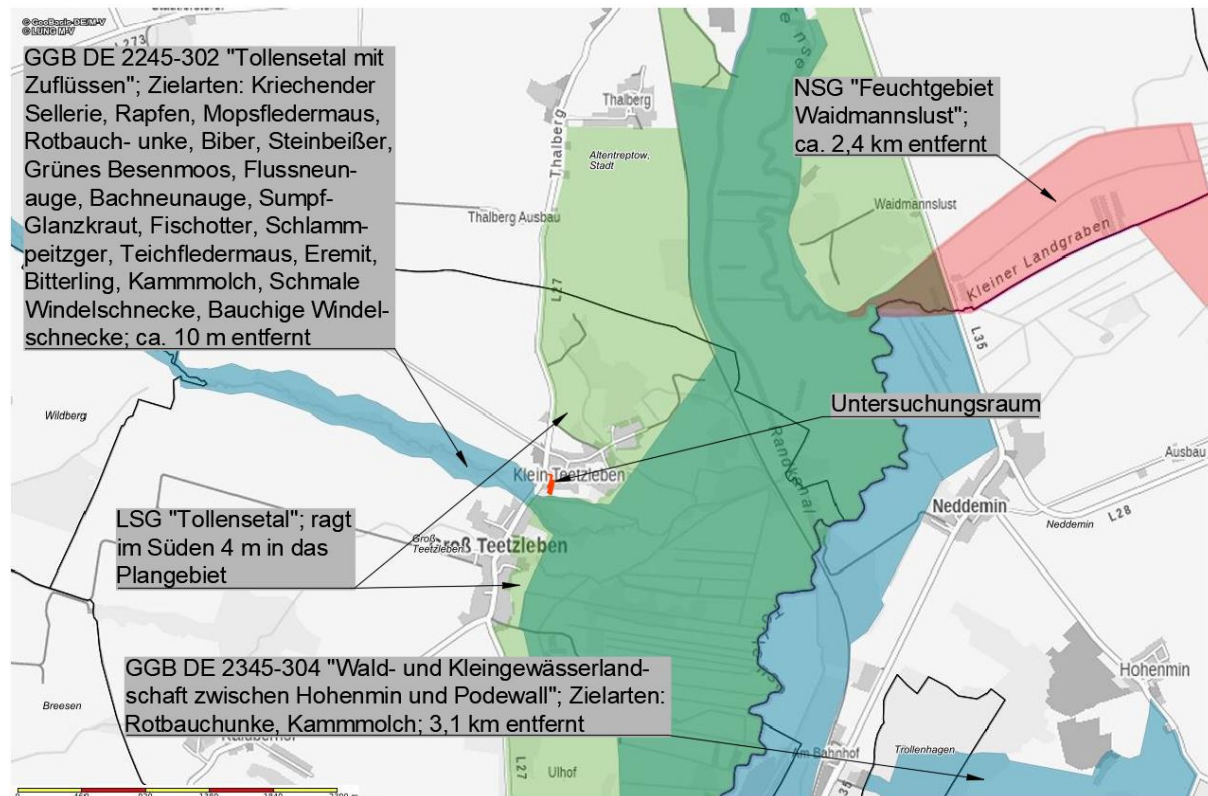 © GeoBasis-DE/M-V
© LUNG M-V
L273
GGB DE 2245-302 "Tollensetal mit
Zuflüssen"; Zielarten: Kriechender
Sellerie, Rapfen, Mopsfledermaus,
Rotbauch- unke, Biber, Steinbeißer,
Grünes Besenmoos, Flussneun-
auge, Bachneunauge, Sumpf-
Glanzkraut, Fischotter, Schlamm-
peitzger, Teichfledermaus, Eremit,
Bitterling, Kammmolch, Schmale
Windelschnecke, Bauchige Windel-
schnecke; ca. 10 m entfernt
NSG "Feuchtgebiet
Waidmannslust";
ca. 2,4 km entfernt
Thalberg
Thalberg
Altentreptow,
Stadt
Thalberg Ausbau
Waidmannslust
Kleiner Landgraben
L27
L35
Untersuchungsraum
Wildberg
Randkanal
Klein Teetzleben
Ausbau
Neddemin
Neddemin
L28
LSG "Tollensetal"; ragt
im Süden 4 m in das
Plangebiet
Groß
Teetzleben
Groß Teetzleben
GGB DE 2345-304 "Wald- und Kleingewässerland-
schaft zwischen Hohenmin und Podewall"; Zielarten:
Rotbauchunke, Kammmolch; 3,1 km entfernt
Hohenmin
Breesen
Am Bahnhof
Trollenhagen
L27
Ulhof
L35